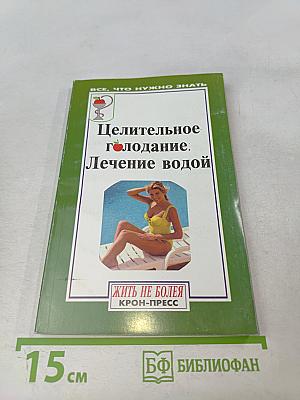 ВСЕ, ЧТО НУЖНО ЗНАТЬ
Целительное
голодание.
Лечение водой
ЖИТЬ НЕ БОЛЕЯ
КРОН-ПРЕСС
15 см
БФ БИБЛИОФАН